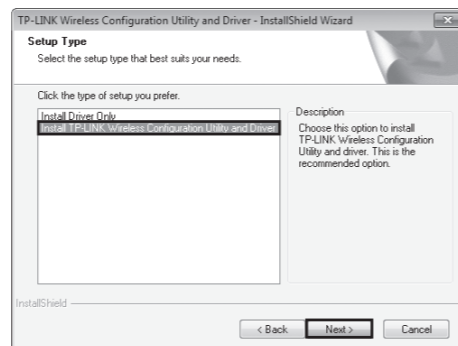 TP-LINK Wireless Configuration Utility and Driver - InstallShield Wizard
Setup Type
Select the setup type that best suits your needs.
Click the type of setup you prefer.
Install Driver Only
Install TP-LINK Wireless Configuration Utility and Driver
Description
Choose this option to install
TP-LINK Wireless Configuration
Utility and driver. This is the
recommended option.
InstallShield
< Back
Next >
Cancel